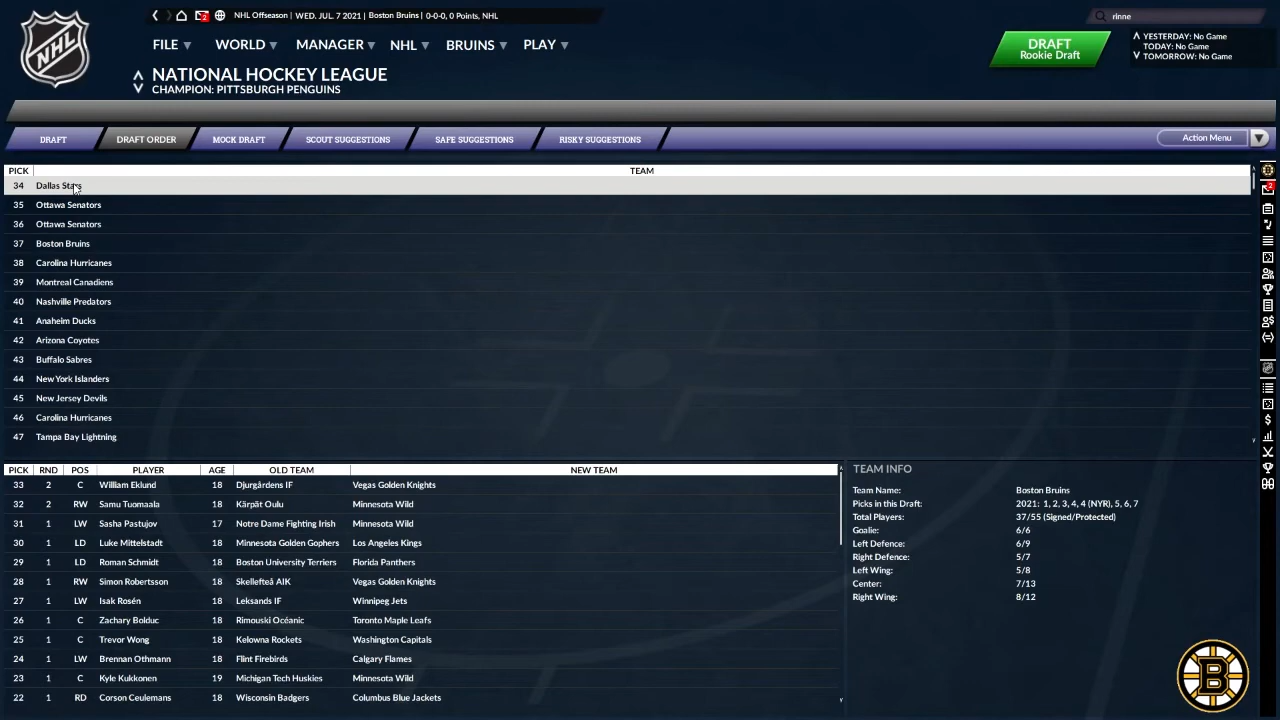 NHL Offseason | WED. JUL. 7 2021 | Boston Bruins | 0-0-0, 0 Points, NHL
2
rinne
NHL
FILE WORLD MANAGER NHL BRUINS PLAY
DRAFT
Rookie Draft
YESTERDAY: No Game
TODAY: No Game
TOMORROW: No Game
NATIONAL HOCKEY LEAGUE
CHAMPION: PITTSBURGH PENGUINS
DRAFT DRAFT ORDER MOCK DRAFT SCOUT SUGGESTIONS SAFE SUGGESTIONS RISKY SUGGESTIONS Action Menu
PICK TEAM
34 Dallas Stars
35 Ottawa Senators
36 Ottawa Senators
37 Boston Bruins
38 Carolina Hurricanes
39 Montreal Canadiens
40 Nashville Predators
41 Anaheim Ducks
42 Arizona Coyotes
43 Buffalo Sabres
44 New York Islanders
45 New Jersey Devils
46 Carolina Hurricanes
47 Tampa Bay Lightning
PICK RND POS PLAYER AGE OLD TEAM NEW TEAM
33 2 C William Eklund 18 Djurgårdens IF Vegas Golden Knights
32 2 RW Samu Tuomaala 18 Kärpät Oulu Minnesota Wild
31 1 LW Sasha Pastujov 17 Notre Dame Fighting Irish Minnesota Wild
30 1 LD Luke Mittelstadt 18 Minnesota Golden Gophers Los Angeles Kings
29 1 LD Roman Schmidt 18 Boston University Terriers Florida Panthers
28 1 RW Simon Robertsson 18 Skellefteå AIK Vegas Golden Knights
27 1 LW Isak Rosén 18 Leksands IF Winnipeg Jets
26 1 C Zachary Bolduc 18 Rimouski Océanic Toronto Maple Leafs
25 1 C Trevor Wong 18 Kelowna Rockets Washington Capitals
24 1 LW Brennan Othmann 18 Flint Firebirds Calgary Flames
23 1 C Kyle Kukkonen 19 Michigan Tech Huskies Minnesota Wild
22 1 RD Corson Ceulemans 18 Wisconsin Badgers Columbus Blue Jackets
TEAM INFO
Team Name: Boston Bruins
Picks in this Draft: 2021: 1, 2, 3, 4, 4 (NYR), 5, 6, 7
Total Players: 37/55 (Signed/Protected)
Goalie: 6/6
Left Defence: 6/9
Right Defence: 5/7
Left Wing: 5/8
Center: 7/13
Right Wing: 8/12
B